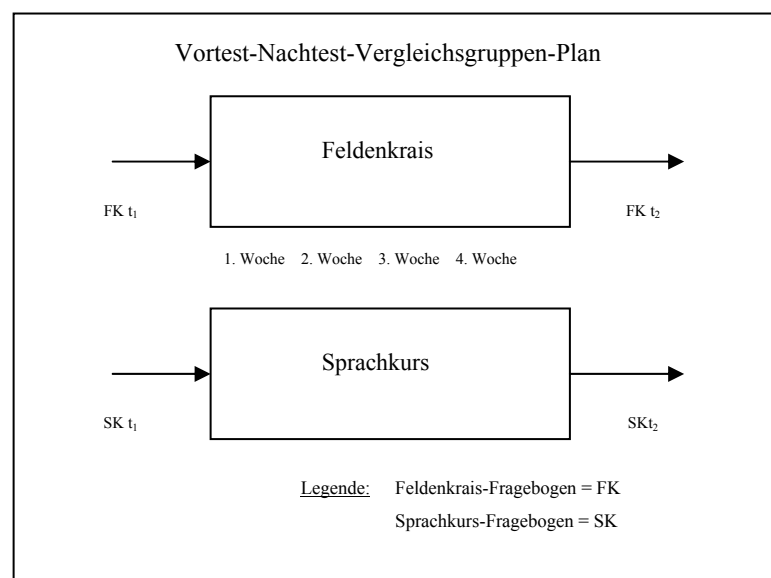 Vortest-Nachtest-Vergleichsgruppen-Plan
Feldenkrais
FK t₁
FK t₂
1. Woche 2. Woche 3. Woche 4. Woche
Sprachkurs
SK t₁
SKt₂
Legende: Feldenkrais-Fragebogen = FK
Sprachkurs-Fragebogen = SK